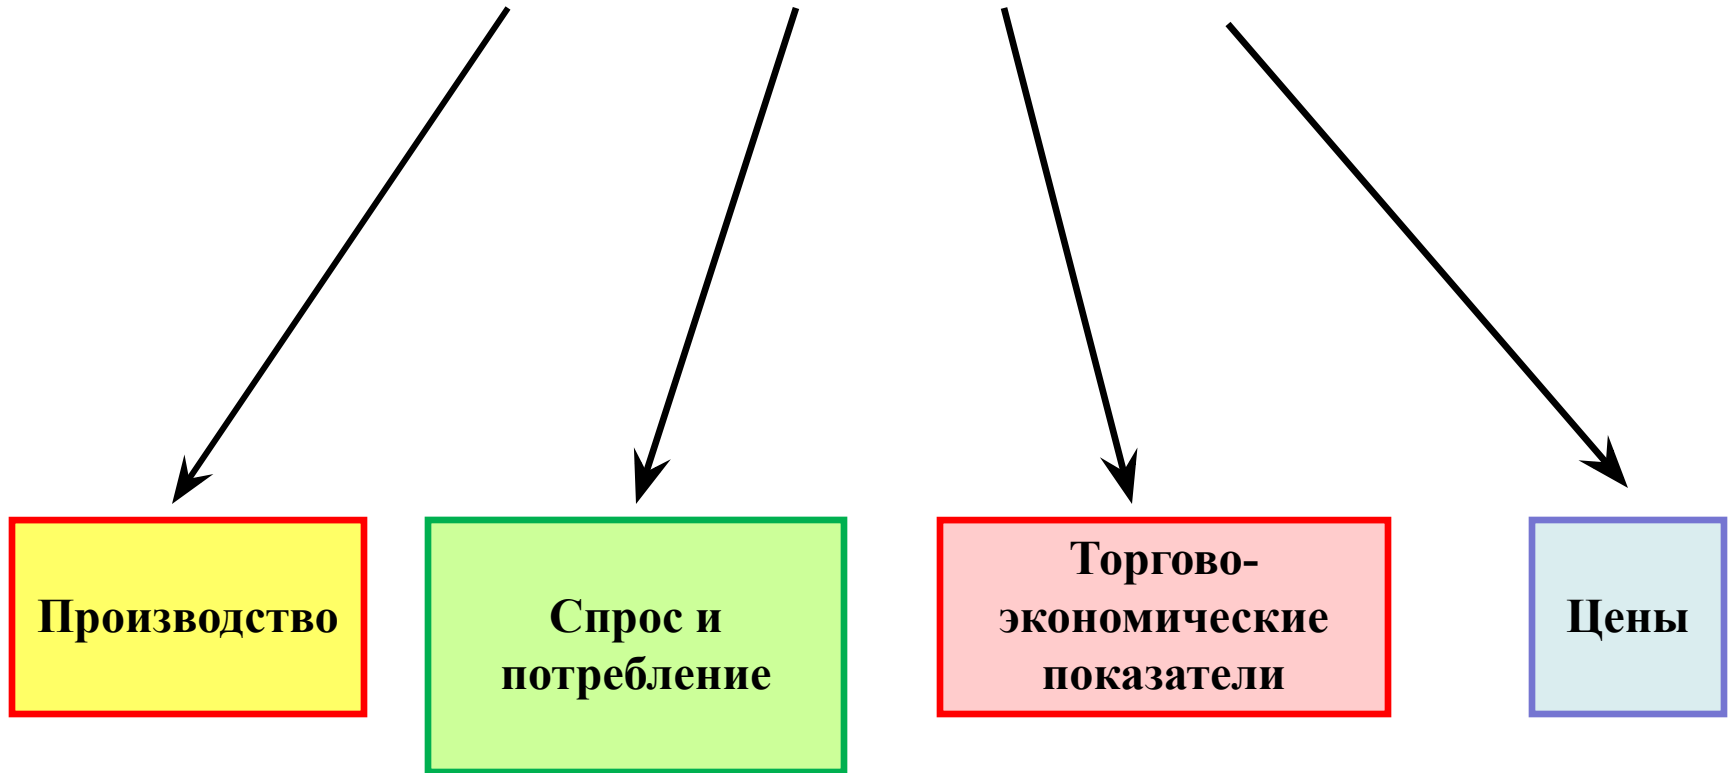 Производство
Спрос и
потребление
Торгово-
экономические
показатели
Цены